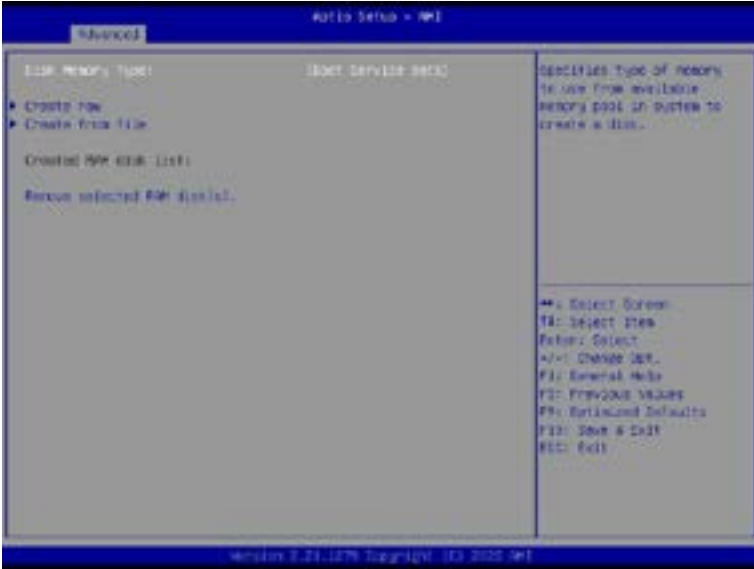 Aptio Setup - AMI
Advanced
Disk Memory Type:
[Boot Service Data]
Specifies type of memory
to use from available
memory pool in system to
create a disk.
Create raw
Create from file
Created RAM disk list:
Remove selected RAM disk(s).
Select Screen
Select Item
Enter: Select
+/-: Change Opt.
F1: General Help
F2: Previous Values
F9: Optimized Defaults
F10: Save & Exit
ESC: Exit
Version Copyright (C) AMI